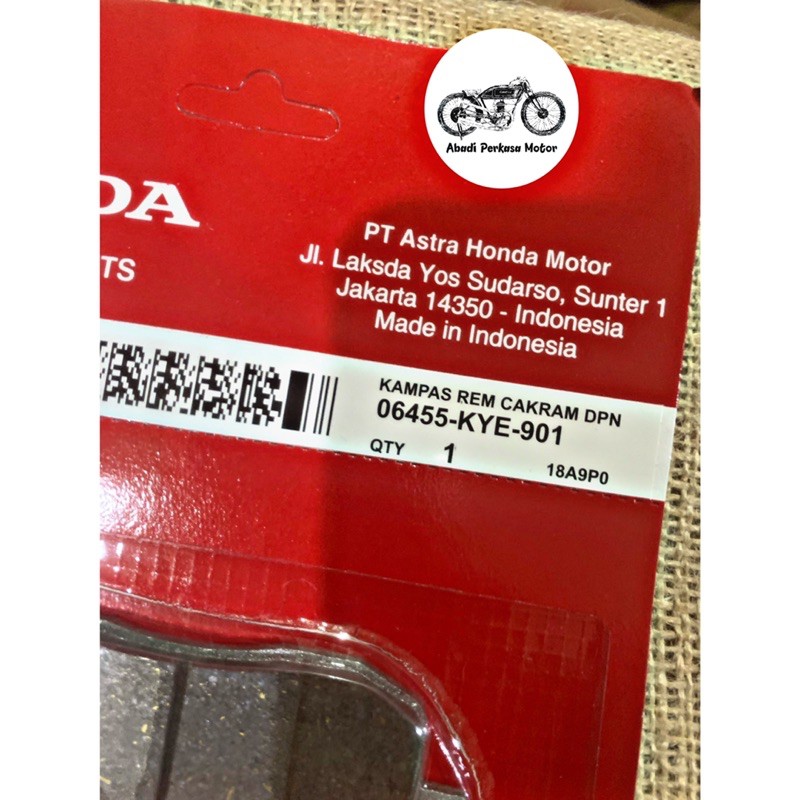 Abadi Perkasa Motor
DA
TS
PT Astra Honda Motor
Jl. Laksda Yos Sudarso, Sunter 1
Jakarta 14350 - Indonesia
Made in Indonesia
KAMPAS REM CAKRAM DPN
06455-KYE-901
QTY 1
18A9P0